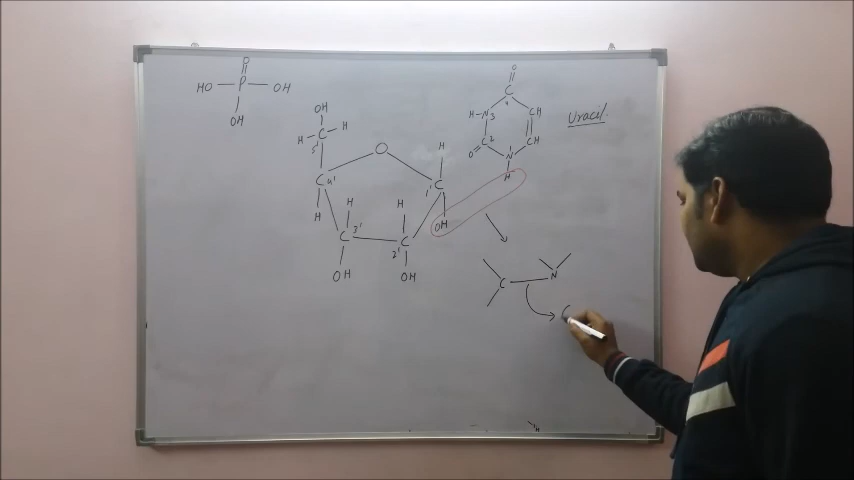 O
HO P OH
OH
OH
H C H
5'
O
C 4'
H
H
C 3'
OH
H
C
2'
OH
H
1' C
OH
O
C
4
H-N 3
CH
C 2
O
CH
1
N
H
Uracil.
C N
C